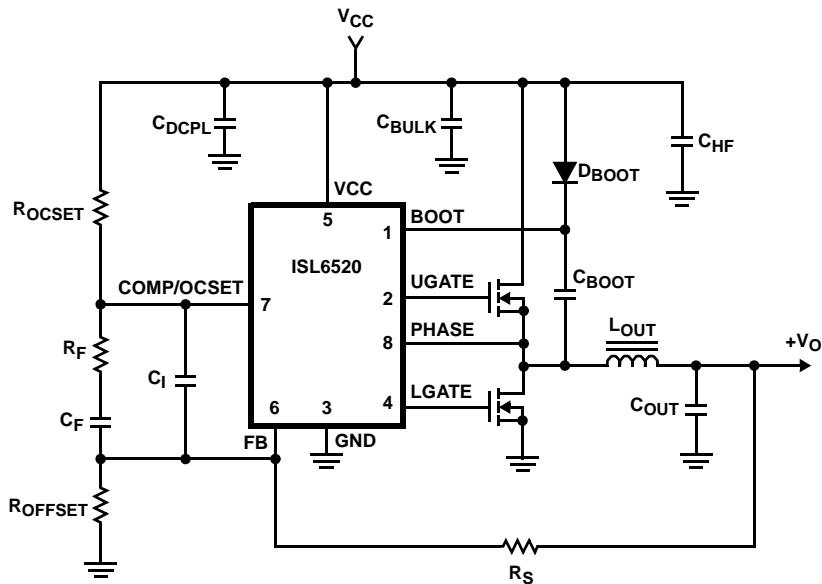 VCC
CDCPL
CBULK
CHF
DBOOT
ROCSET
VCC
5
BOOT
1
ISL6520
CBOOT
COMP/OCSET
7
UGATE
2
PHASE
8
LOUT
+VO
RF
CI
LGATE
4
COUT
CF
6
3
FB
GND
ROFFSET
RS